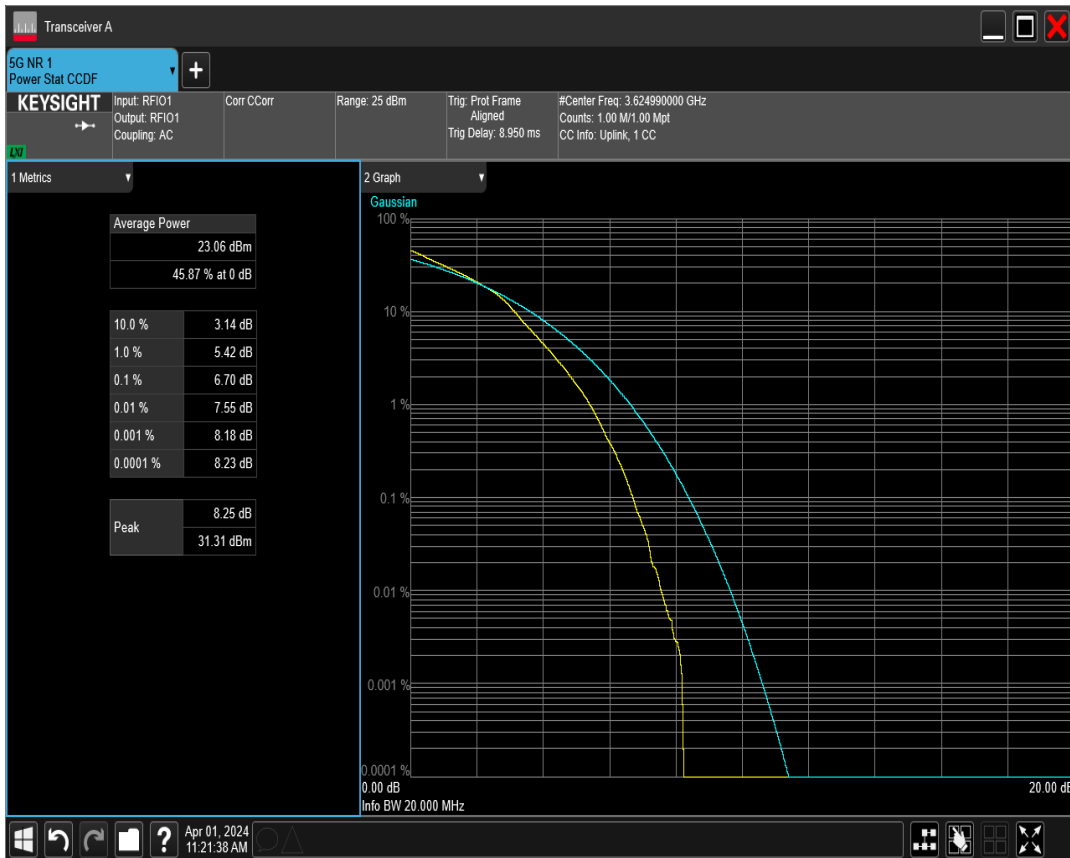 Transceiver A
5G NR 1
Power Stat CCDF
+
KEYSIGHT
LXI
Input: RFIO1
Output: RFIO1
Coupling: AC
Corr CCorr
Range: 25 dBm
Trig: Prot Frame
Aligned
Trig Delay: 8.950 ms
#Center Freq: 3.624990000 GHz
Counts: 1.00 M/1.00 Mpt
CC Info: Uplink, 1 CC
1 Metrics
Average Power
23.06 dBm
45.87 % at 0 dB
10.0 % 3.14 dB
1.0 % 5.42 dB
0.1 % 6.70 dB
0.01 % 7.55 dB
0.001 % 8.18 dB
0.0001 % 8.23 dB
Peak
8.25 dB
31.31 dBm
2 Graph
Gaussian
100 %
10 %
1 %
0.1 %
0.01 %
0.001 %
0.0001 %
0.00 dB 20.00 dB
Info BW 20.000 MHz
?
Apr 01, 2024
11:21:38 AM